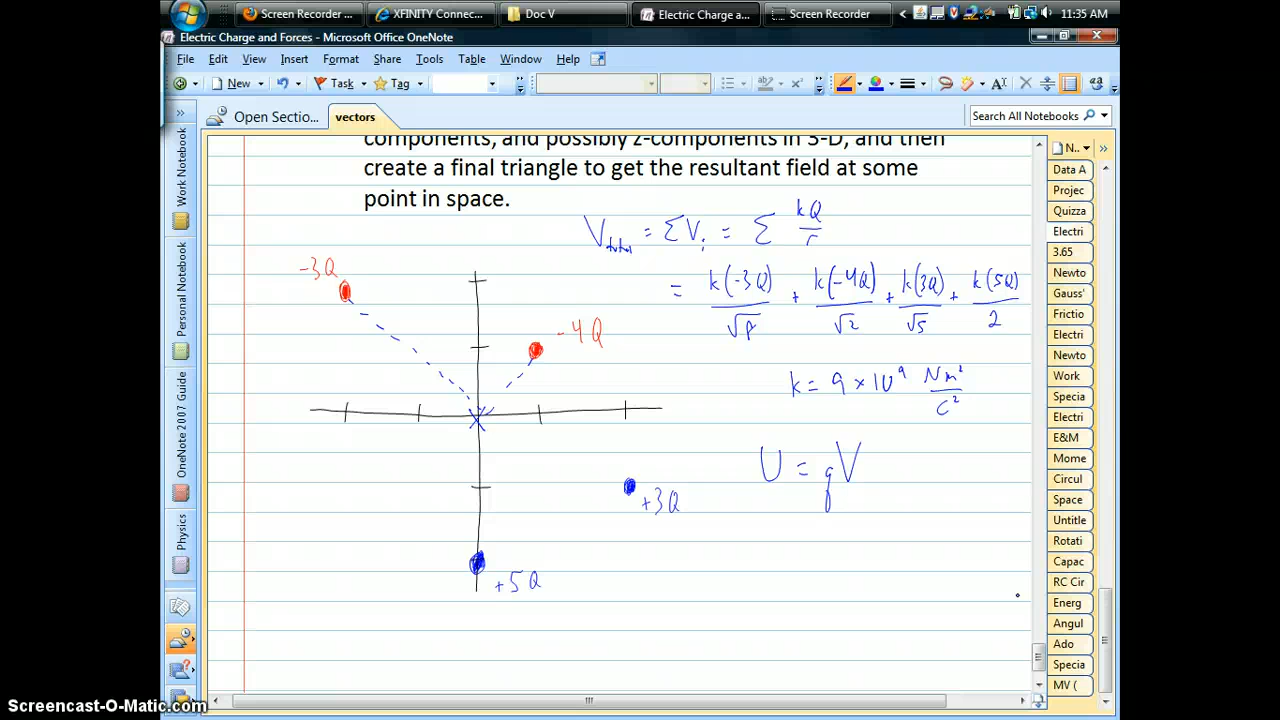 Screen Recorder ...
XFINITY Connec...
Doc V
Electric Charge a...
Screen Recorder
11:35 AM
Electric Charge and Forces - Microsoft Office OneNote
File Edit View Insert Format Share Tools Table Window Help
New Task Tag
Open Sectio... vectors
Search All Notebooks
components, and possibly z-components in 3-D, and then
create a final triangle to get the resultant field at some
point in space.
V = ΣVᵢ = Σ kQ/r
= k(-3Q)/√8 + k(-4Q)/√2 + k(3Q)/√5 + k(5Q)/2
k = 9 × 10⁹ Nm²/C²
U = qV
-3Q
-4Q
+3Q
+5Q
Work Notebook
Personal Notebook
OneNote 2007 Guide
Physics
N...
Data A
Projec
Quizza
Electri
3.65
Newto
Gauss'
Frictio
Electri
Newto
Work
Specia
Electri
E&M
Mome
Circul
Space
Untitle
Rotati
Capac
RC Cir
Energ
Angul
Ado
Specia
MV (
Screencast-O-Matic.com